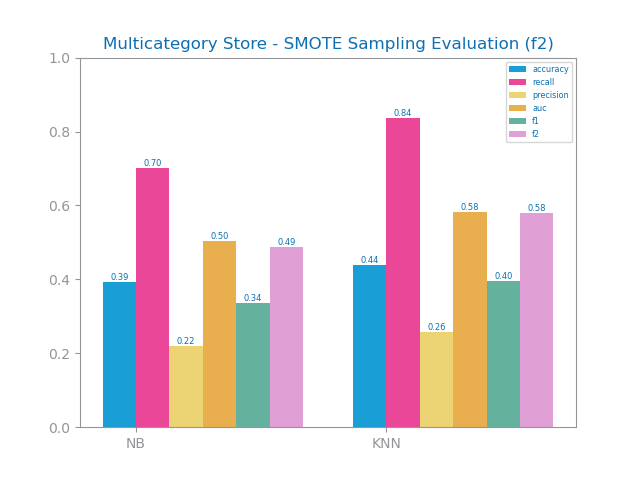 Multicategory Store - SMOTE Sampling Evaluation (f2)
1.0
0.8
0.6
0.4
0.2
0.0
accuracy
recall
precision
auc
f1
f2
0.39
0.70
0.22
0.50
0.34
0.49
0.44
0.84
0.26
0.58
0.40
0.58
NB
KNN